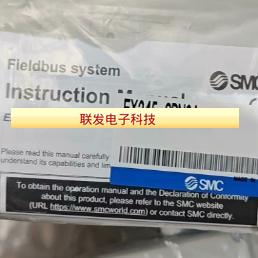 Fieldbus system
SMC
Instruction Manual
联发电子科技
Please read this manual carefully
understand its capabilities and
SMC
MADE IN
To obtain the operation manual and the Declaration of Conformity
about this product, please refer to the SMC website
(URL https://www.smcworld.com) or contact SMC directly.